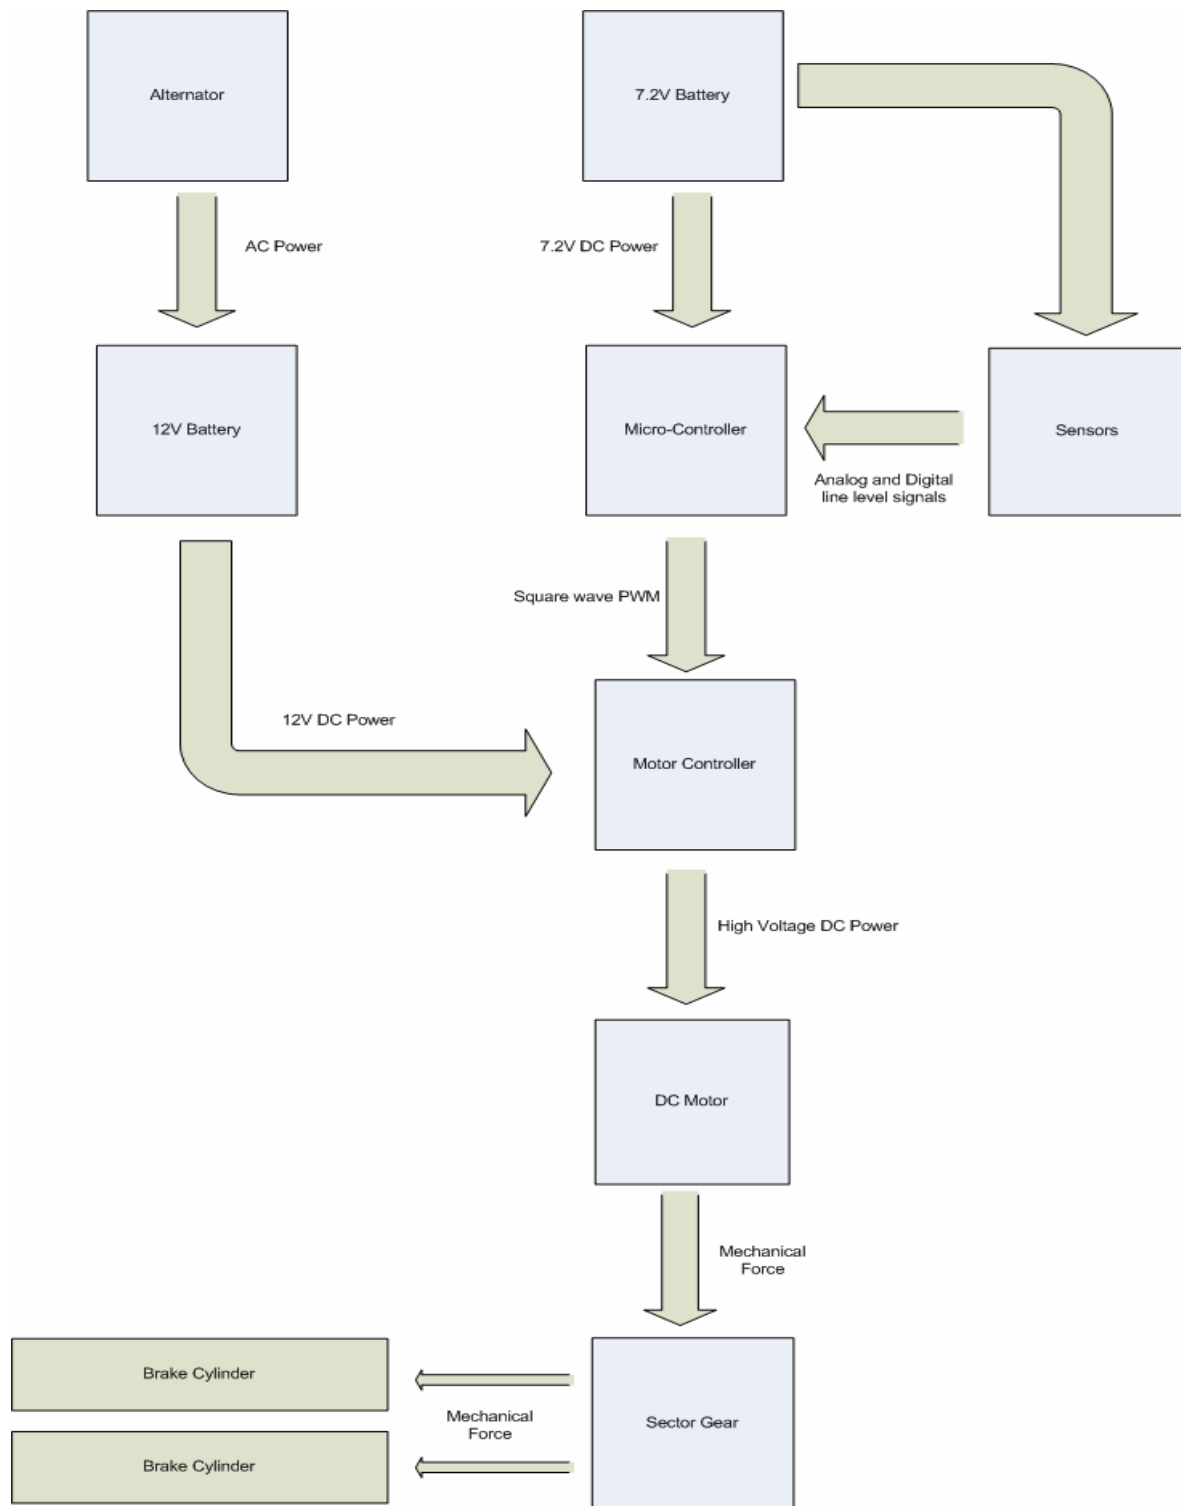 Alternator
7.2V Battery
AC Power
7.2V DC Power
12V Battery
Micro-Controller
Sensors
Analog and Digital
line level signals
Square wave PWM
12V DC Power
Motor Controller
High Voltage DC Power
DC Motor
Mechanical
Force
Brake Cylinder
Mechanical
Force
Sector Gear
Brake Cylinder